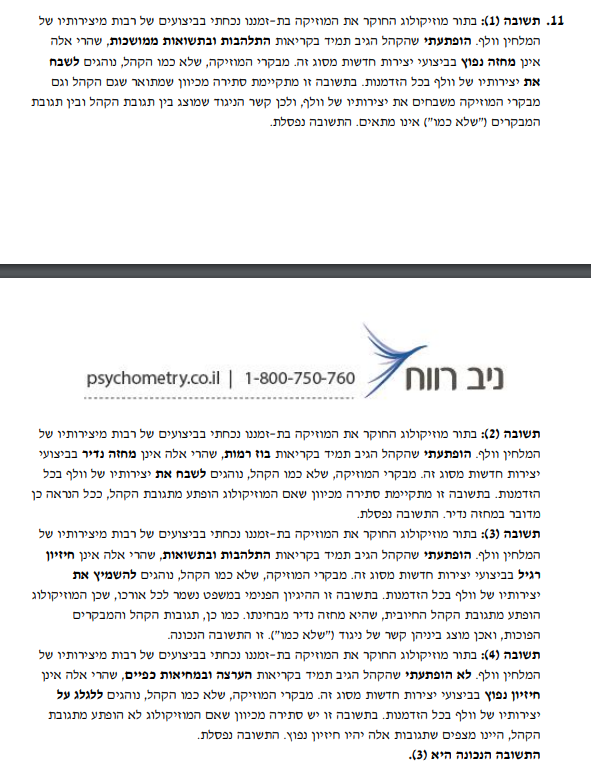 11. תשובה (1): בתור מוזיקולוג החוקר את המוזיקה בת-זמננו נכחתי בביצועים של רבות מיצירותיו של
המלחין וולף. הופתעתי שהקהל הגיב תמיד בקריאות התלהבות ובתשואות ממושכות, שהרי אלה
אינן מחזה נפוץ בביצועי יצירות חדשות מסוג זה. מבקרי המוזיקה, שלא כמו הקהל, נוהגים לשבח
את יצירותיו של וולף בכל הזדמנות. בתשובה זו מתקיימת סתירה מכיוון שמתואר שגם הקהל וגם
מבקרי המוזיקה משבחים את יצירותיו של וולף, ולכן קשר הניגוד שמוצג בין תגובת הקהל ובין תגובת
המבקרים ("שלא כמו") אינו מתאים. התשובה נפסלת.
ניב רווח
psychometry.co.il | 1-800-750-760
תשובה (2): בתור מוזיקולוג החוקר את המוזיקה בת-זמננו נכחתי בביצועים של רבות מיצירותיו של
המלחין וולף. הופתעתי שהקהל הגיב תמיד בקריאות בוז רמות, שהרי אלה אינן מחזה נדיר בביצועי
יצירות חדשות מסוג זה. מבקרי המוזיקה, שלא כמו הקהל, נוהגים לשבח את יצירותיו של וולף בכל
הזדמנות. בתשובה זו מתקיימת סתירה מכיוון שאם המוזיקולוג הופתע מתגובת הקהל, ככל הנראה כן
מדובר במחזה נדיר. התשובה נפסלת.
תשובה (3): בתור מוזיקולוג החוקר את המוזיקה בת-זמננו נכחתי בביצועים של רבות מיצירותיו של
המלחין וולף. הופתעתי שהקהל הגיב תמיד בקריאות התלהבות ובתשואות, שהרי אלה אינן חיזיון
רגיל בביצועי יצירות חדשות מסוג זה. מבקרי המוזיקה, שלא כמו הקהל, נוהגים להשמיץ את
יצירותיו של וולף בכל הזדמנות. בתשובה זו ההיגיון הפנימי במשפט נשמר לכל אורכו, שכן המוזיקולוג
הופתע מתגובת הקהל החיובית, שהיא מחזה נדיר מבחינתו. כמו כן, תגובות הקהל והמבקרים
הפוכות, ואכן מוצג ביניהן קשר של ניגוד ("שלא כמו"). זו התשובה הנכונה.
תשובה (4): בתור מוזיקולוג החוקר את המוזיקה בת-זמננו נכחתי בביצועים של רבות מיצירותיו של
המלחין וולף. לא הופתעתי שהקהל הגיב תמיד בקריאות הערצה ובמחיאות כפיים, שהרי אלה אינן
חיזיון נפוץ בביצועי יצירות חדשות מסוג זה. מבקרי המוזיקה, שלא כמו הקהל, נוהגים ללגלג על
יצירותיו של וולף בכל הזדמנות. בתשובה זו יש סתירה מכיוון שאם המוזיקולוג לא הופתע מתגובת
הקהל, היינו מצפים שתגובות אלה יהיו חיזיון נפוץ. התשובה נפסלת.
התשובה הנכונה היא (3).